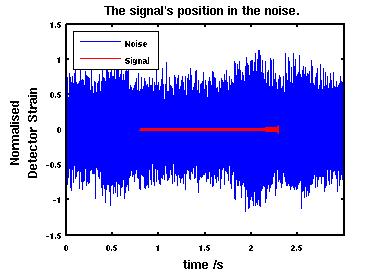 The signal's position in the noise.
1.5
Noise
Signal
1
0.5
0
-0.5
-1
-1.5
Normalised
Detector Strain
0 0.5 1 1.5 2 2.5
time /s